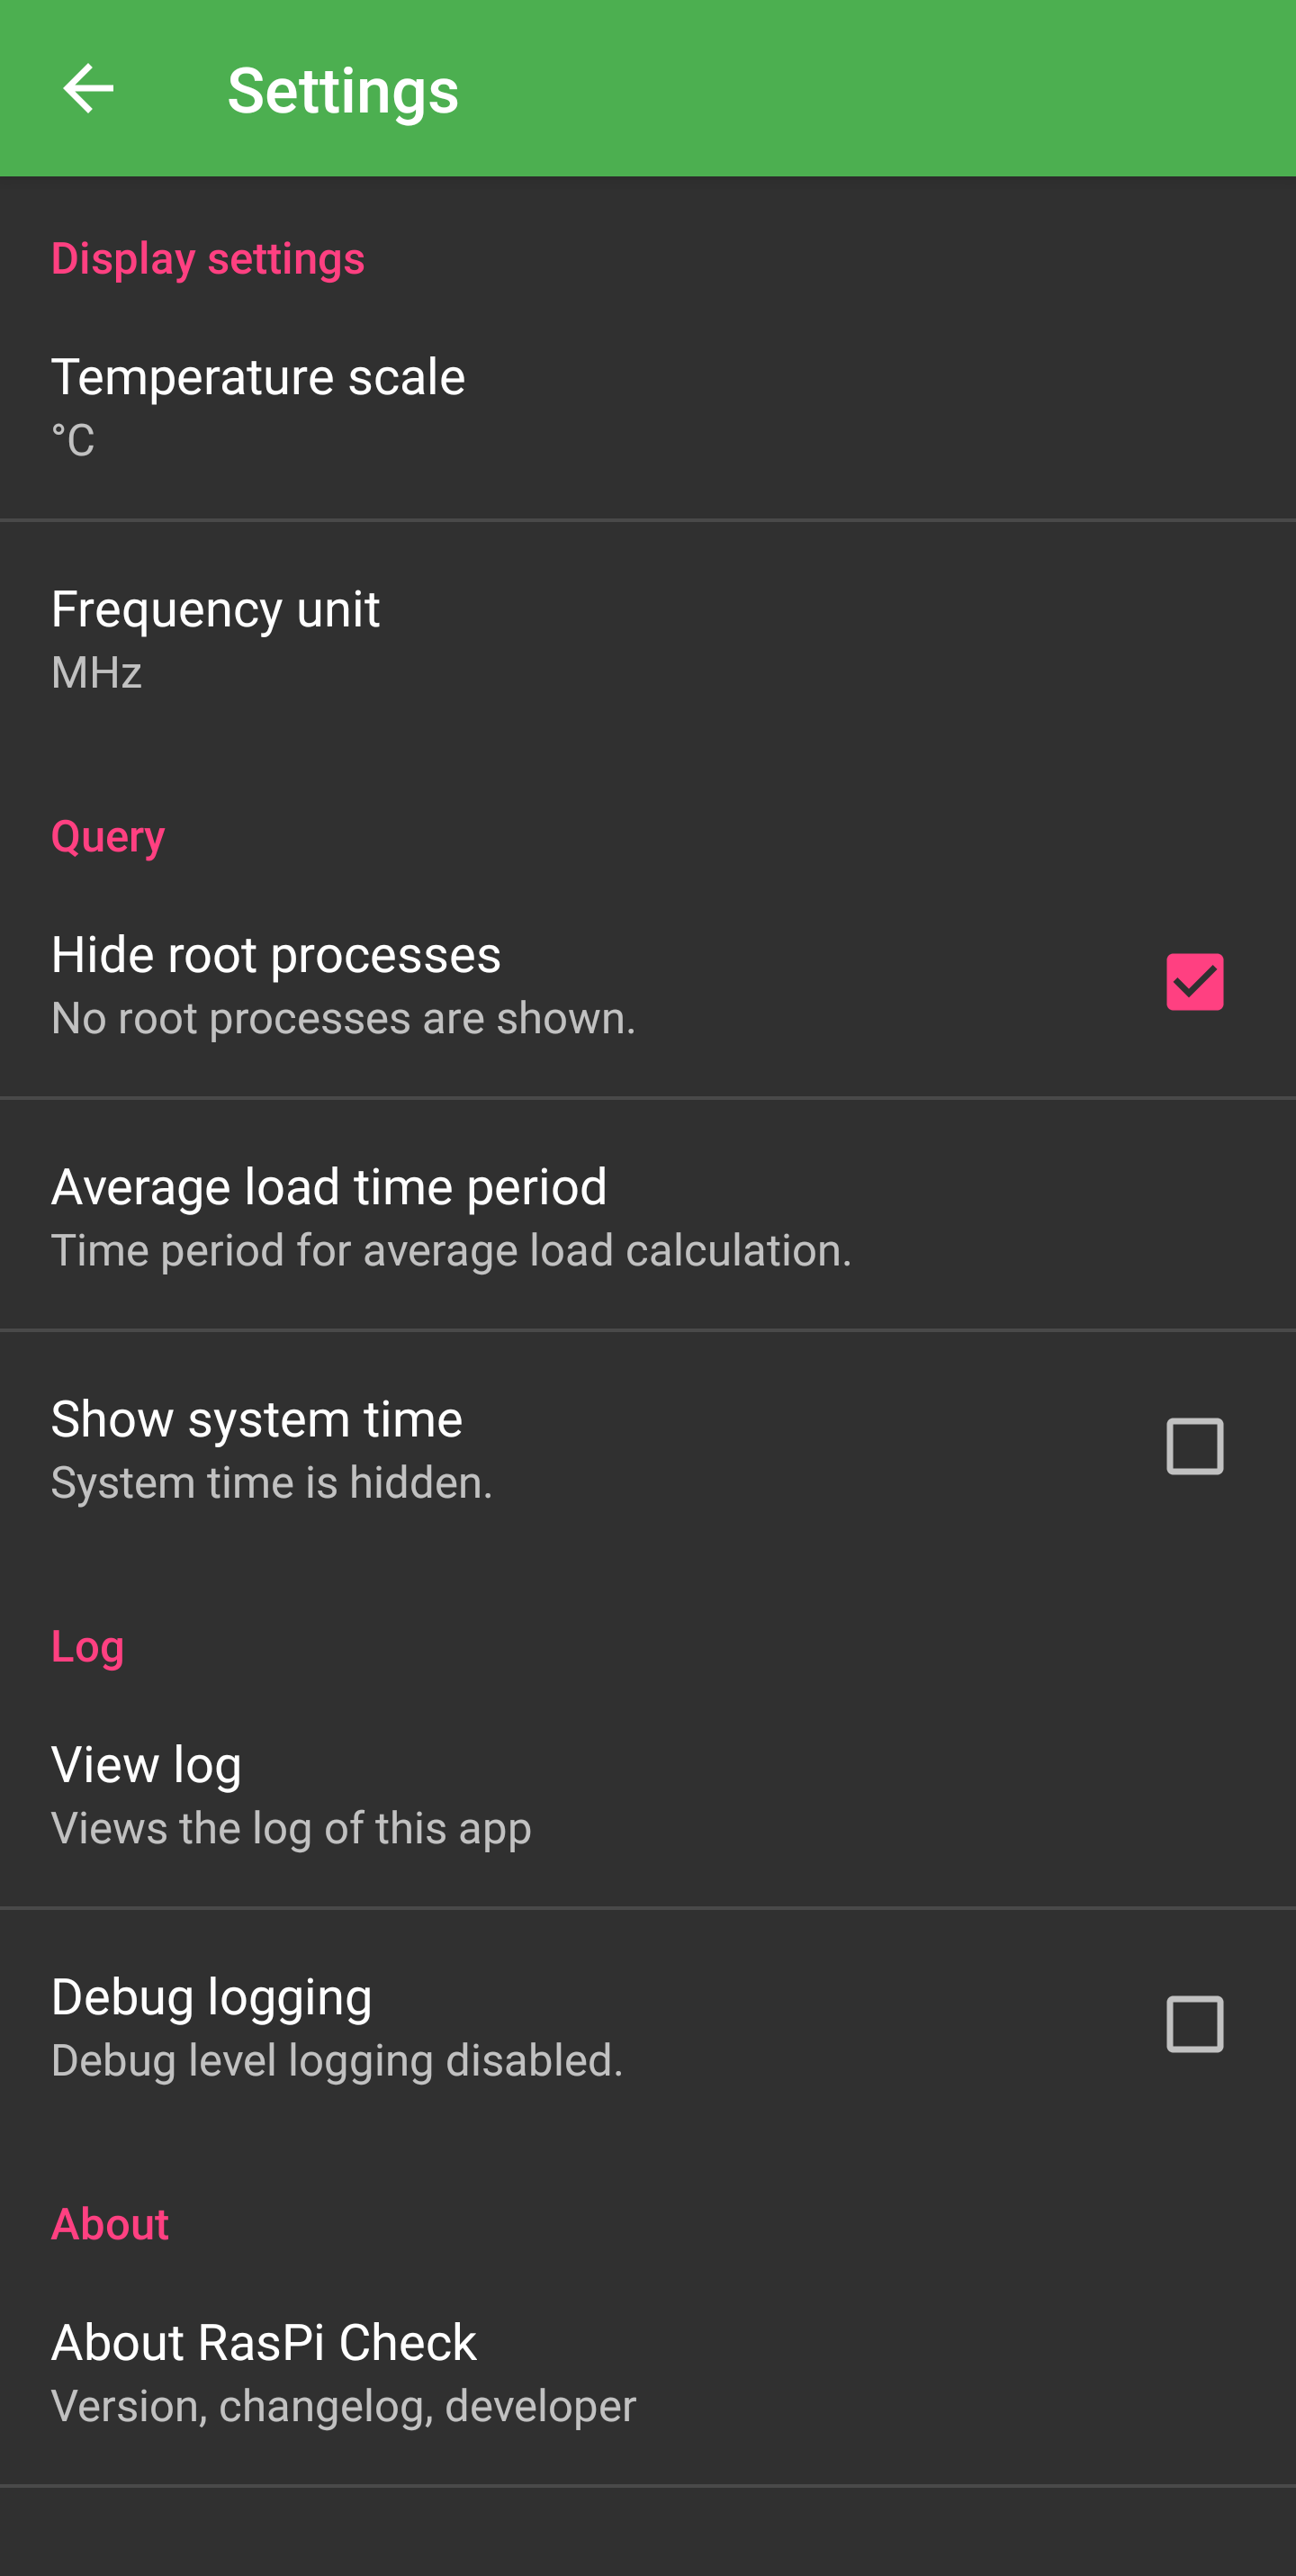 Settings
Display settings
Temperature scale
°C
Frequency unit
MHz
Query
Hide root processes
No root processes are shown.
Average load time period
Time period for average load calculation.
Show system time
System time is hidden.
Log
View log
Views the log of this app
Debug logging
Debug level logging disabled.
About
About RasPi Check
Version, changelog, developer